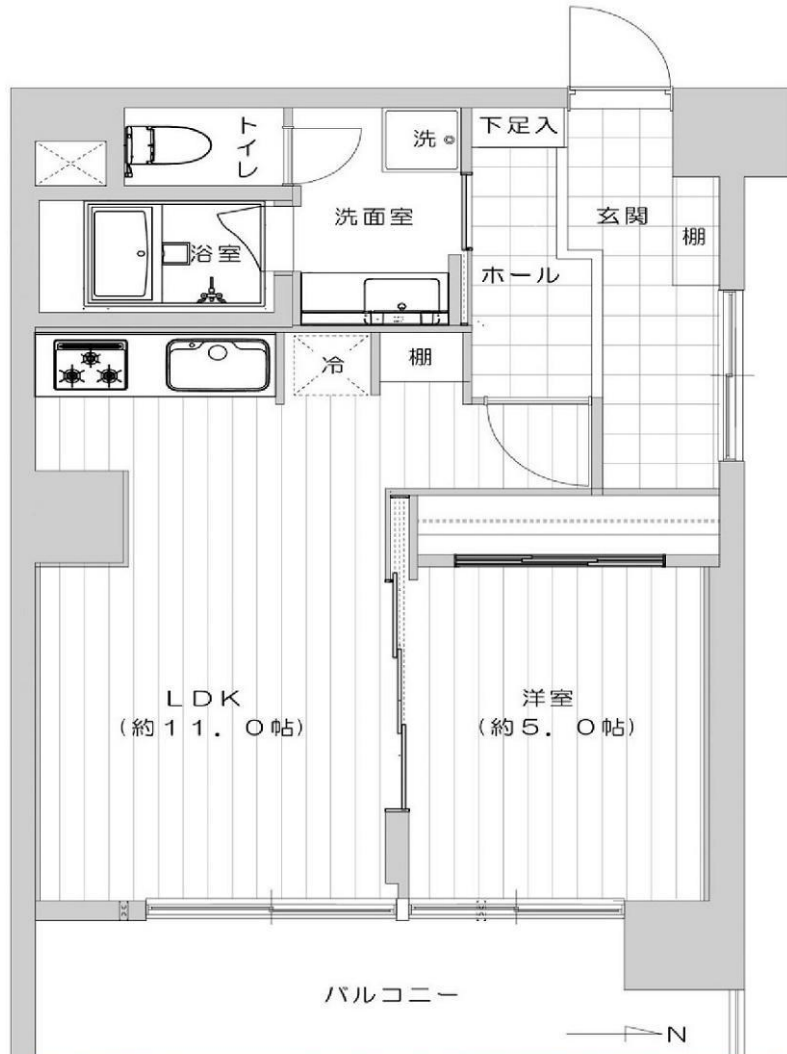 トイレ
洗
下足入
玄関
棚
洗面室
浴室
ホール
冷
棚
LDK
(約11.0帖)
洋室
(約5.0帖)
バルコニー
N